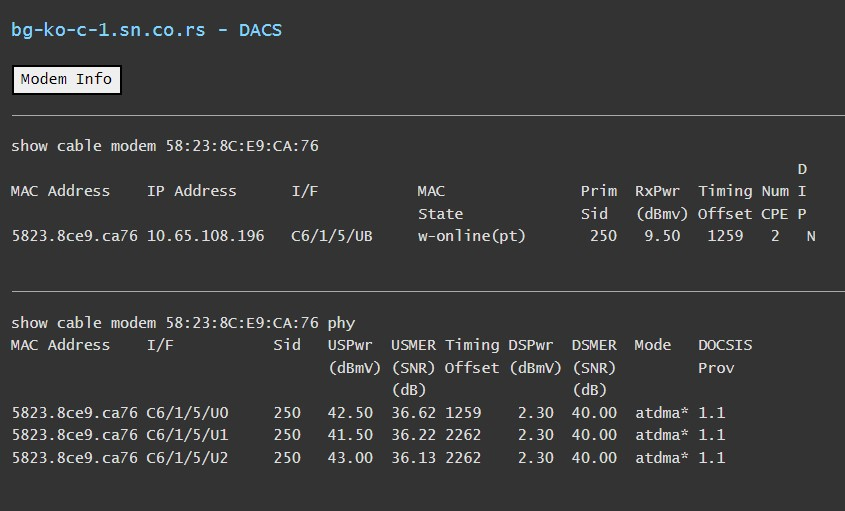 bg-ko-c-1.sn.co.rs - DACS
Modem Info
show cable modem 58:23:8C:E9:CA:76
D
MAC Address    IP Address      I/F           MAC               Prim  RxPwr  Timing Num I
State             Sid   (dBmv) Offset CPE P
5823.8ce9.ca76 10.65.108.196   C6/1/5/UB     w-online(pt)       250   9.50   1259   2   N
show cable modem 58:23:8C:E9:CA:76 phy
MAC Address    I/F           Sid   USPwr  USMER Timing DSPwr  DSMER  Mode   DOCSIS
(dBmV) (SNR) Offset (dBmV) (SNR)         Prov
(dB)                 (dB)
5823.8ce9.ca76 C6/1/5/U0     250   42.50  36.62 1259    2.30  40.00  atdma* 1.1
5823.8ce9.ca76 C6/1/5/U1     250   41.50  36.22 2262    2.30  40.00  atdma* 1.1
5823.8ce9.ca76 C6/1/5/U2     250   43.00  36.13 2262    2.30  40.00  atdma* 1.1